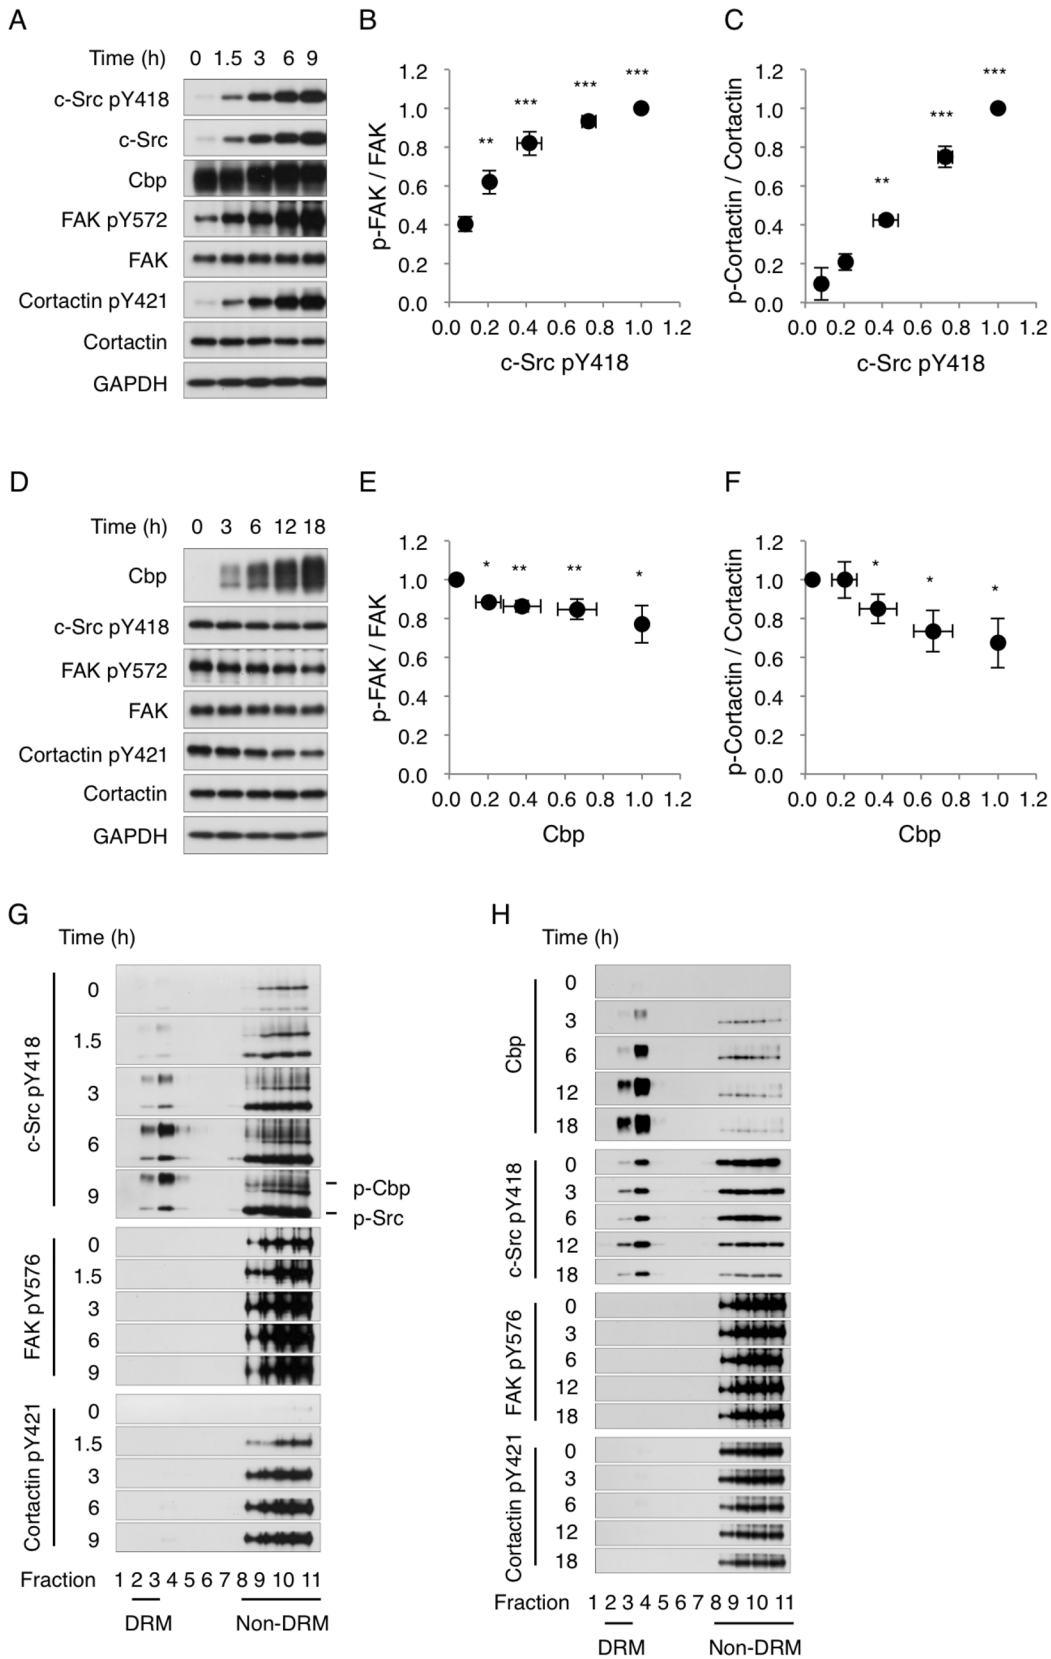 A
Time (h) 0 1.5 3 6 9
c-Src pY418
c-Src
Cbp
FAK pY572
FAK
Cortactin pY421
Cortactin
GAPDH
B
p-FAK / FAK
1.2
1.0
0.8
0.6
0.4
0.2
0.0
** *** *** ***
0.0 0.2 0.4 0.6 0.8 1.0 1.2
c-Src pY418
C
p-Cortactin / Cortactin
1.2
1.0
0.8
0.6
0.4
0.2
0.0
** *** ***
0.0 0.2 0.4 0.6 0.8 1.0 1.2
c-Src pY418
D
Time (h) 0 3 6 12 18
Cbp
c-Src pY418
FAK pY572
FAK
Cortactin pY421
Cortactin
GAPDH
E
p-FAK / FAK
1.2
1.0
0.8
0.6
0.4
0.2
0.0
* ** ** *
0.0 0.2 0.4 0.6 0.8 1.0 1.2
Cbp
F
p-Cortactin / Cortactin
1.2
1.0
0.8
0.6
0.4
0.2
0.0
* * *
0.0 0.2 0.4 0.6 0.8 1.0 1.2
Cbp
G
Time (h)
c-Src pY418
0
1.5
3
6
9
p-Cbp
p-Src
FAK pY576
0
1.5
3
6
9
Cortactin pY421
0
1.5
3
6
9
Fraction 1 2 3 4 5 6 7 8 9 10 11
DRM Non-DRM
H
Time (h)
Cbp
0
3
6
12
18
c-Src pY418
0
3
6
12
18
FAK pY576
0
3
6
12
18
Cortactin pY421
0
3
6
12
18
Fraction 1 2 3 4 5 6 7 8 9 10 11
DRM Non-DRM